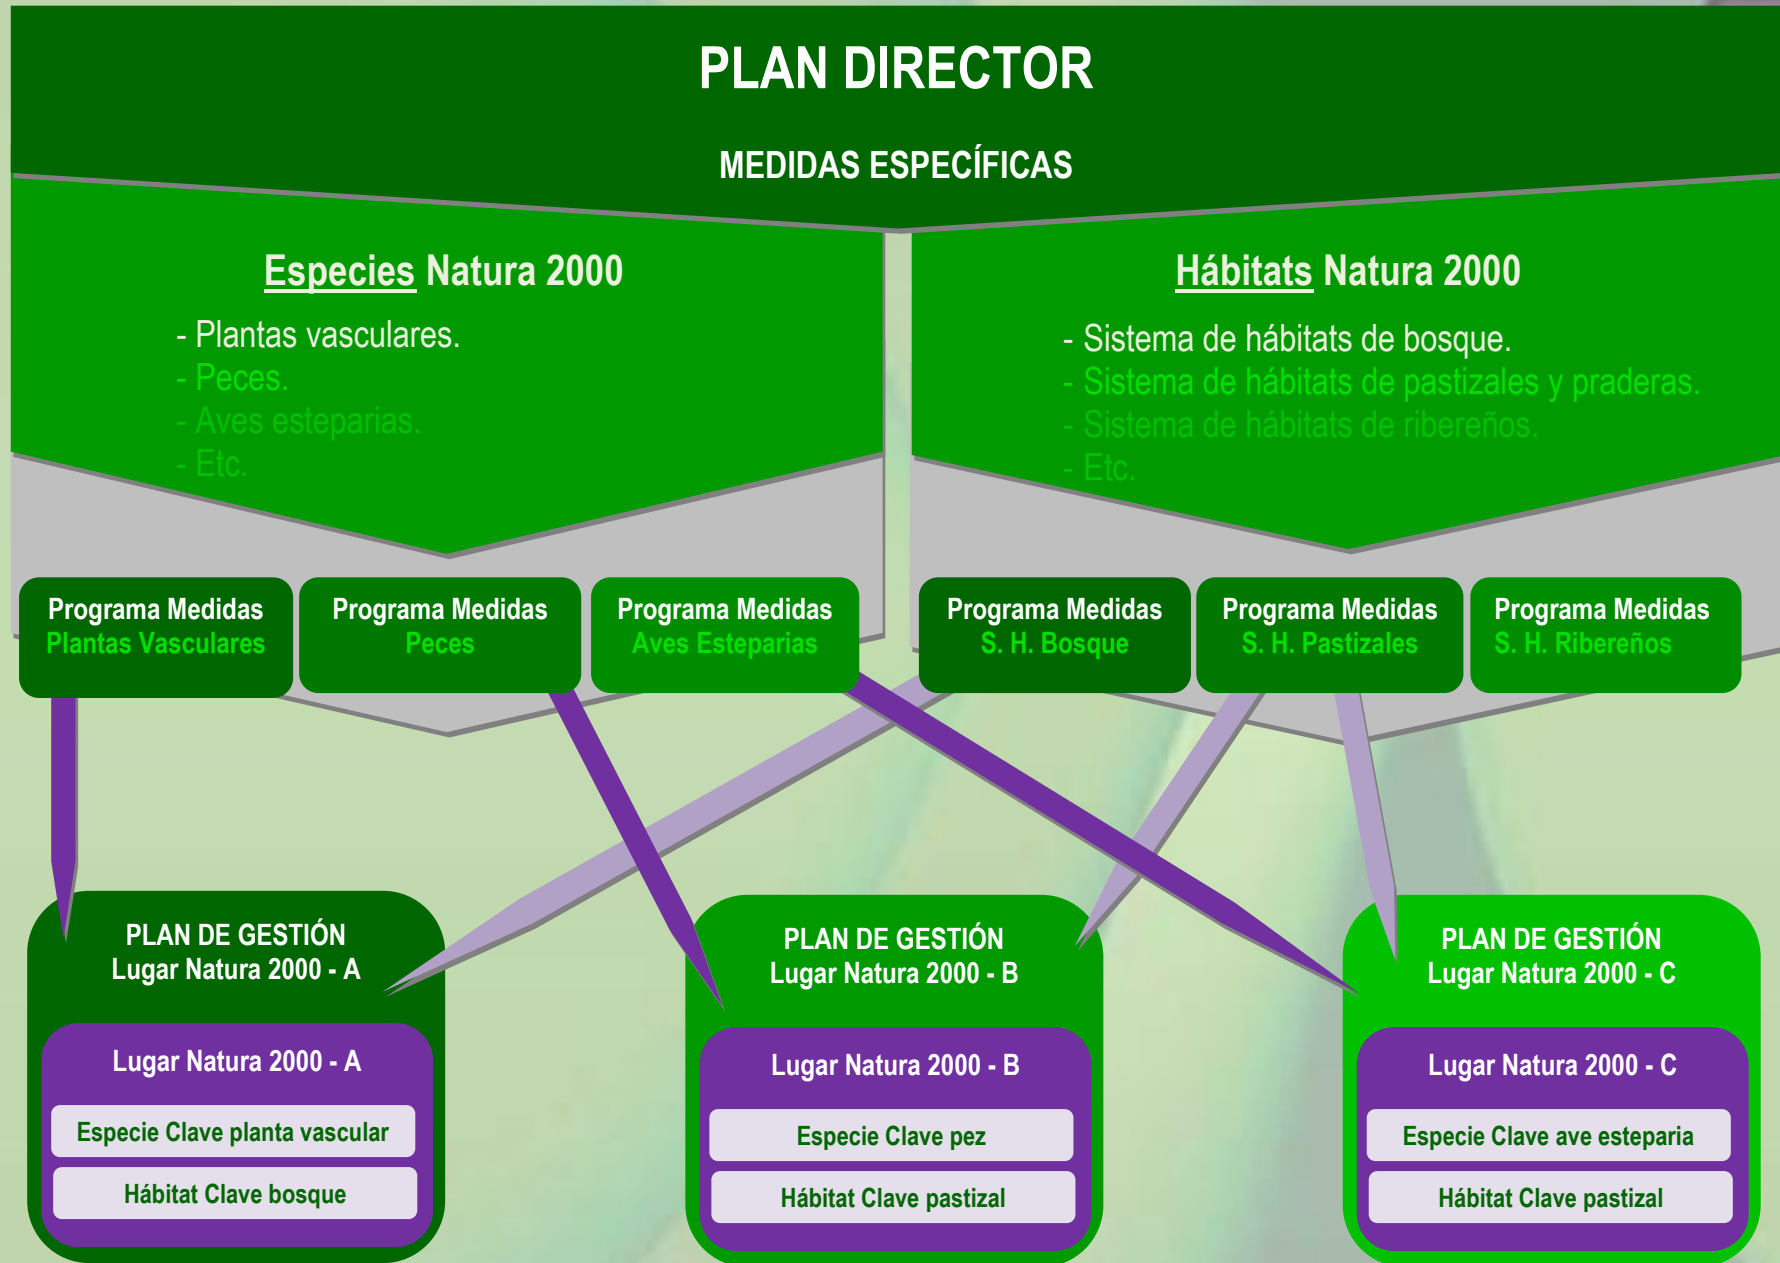 PLAN DIRECTOR
MEDIDAS ESPECÍFICAS
Especies Natura 2000
- Plantas vasculares.
- Peces.
- Aves esteparias.
- Etc.
Hábitats Natura 2000
- Sistema de hábitats de bosque.
- Sistema de hábitats de pastizales y praderas.
- Sistema de hábitats de ribereños.
- Etc.
Programa Medidas
Plantas Vasculares
Programa Medidas
Peces
Programa Medidas
Aves Esteparias
Programa Medidas
S. H. Bosque
Programa Medidas
S. H. Pastizales
Programa Medidas
S. H. Ribereños
PLAN DE GESTIÓN
Lugar Natura 2000 - A
Lugar Natura 2000 - A
Especie Clave planta vascular
Hábitat Clave bosque
PLAN DE GESTIÓN
Lugar Natura 2000 - B
Lugar Natura 2000 - B
Especie Clave pez
Hábitat Clave pastizal
PLAN DE GESTIÓN
Lugar Natura 2000 - C
Lugar Natura 2000 - C
Especie Clave ave esteparia
Hábitat Clave pastizal